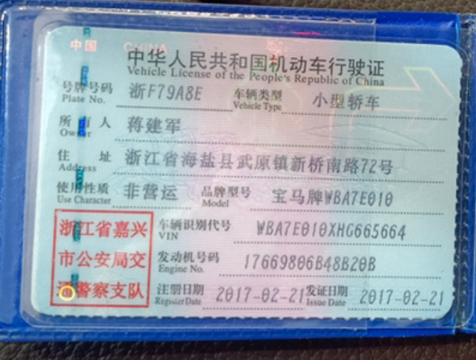 中国 CHINA
中华人民共和国机动车行驶证
Vehicle License of the People's Republic of China
号牌号码 浙F79A8E 车辆类型 小型轿车
Plate No. Vehicle Type
所有人 蒋建军
Owner
住址 浙江省海盐县武原镇新桥南路72号
Address
使用性质 非营运 品牌型号 宝马牌WBA7E010
Use Character Model
浙江省嘉兴 车辆识别代号 WBA7E010XHG665664
VIN
市公安局交 发动机号码 17669806B48B20B
Engine No.
警察支队 注册日期 2017-02-21 发证日期 2017-02-21
Register Date Issue Date